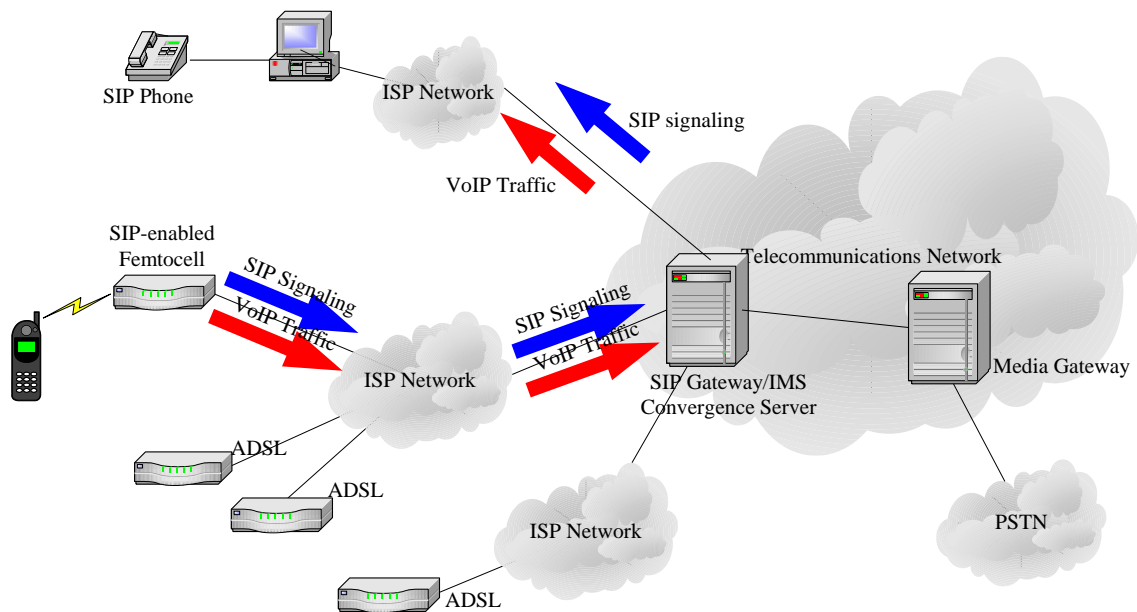 SIP Phone
ISP Network
SIP signaling
VoIP Traffic
SIP-enabled
Femtocell
SIP Signaling
VoIP Traffic
Telecommunications Network
SIP Signaling
VoIP Traffic
ISP Network
SIP Gateway/IMS
Convergence Server
Media Gateway
ADSL
ADSL
ISP Network
PSTN
ADSL